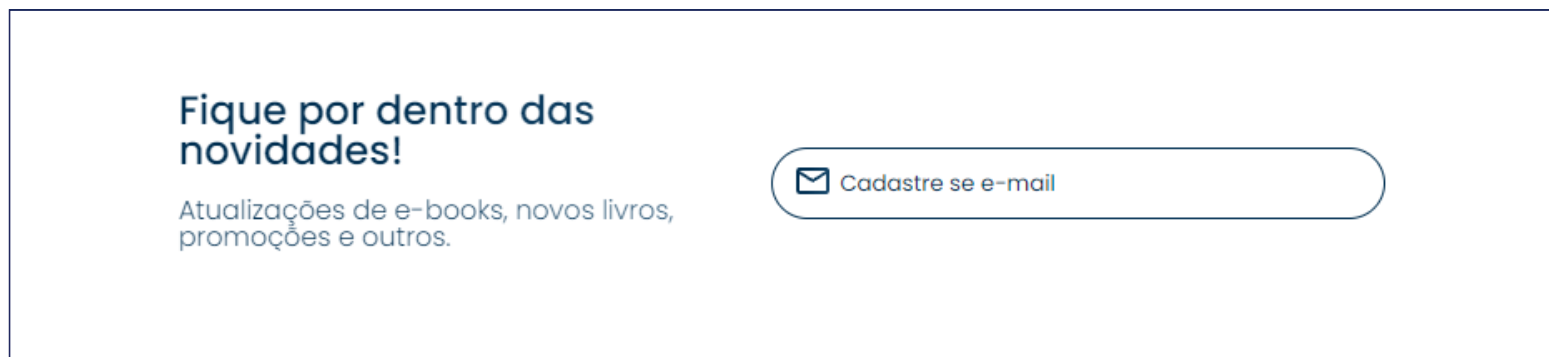 Fique por dentro das
novidades!
Atualizações de e-books, novos livros,
promoções e outros.
Cadastre se e-mail